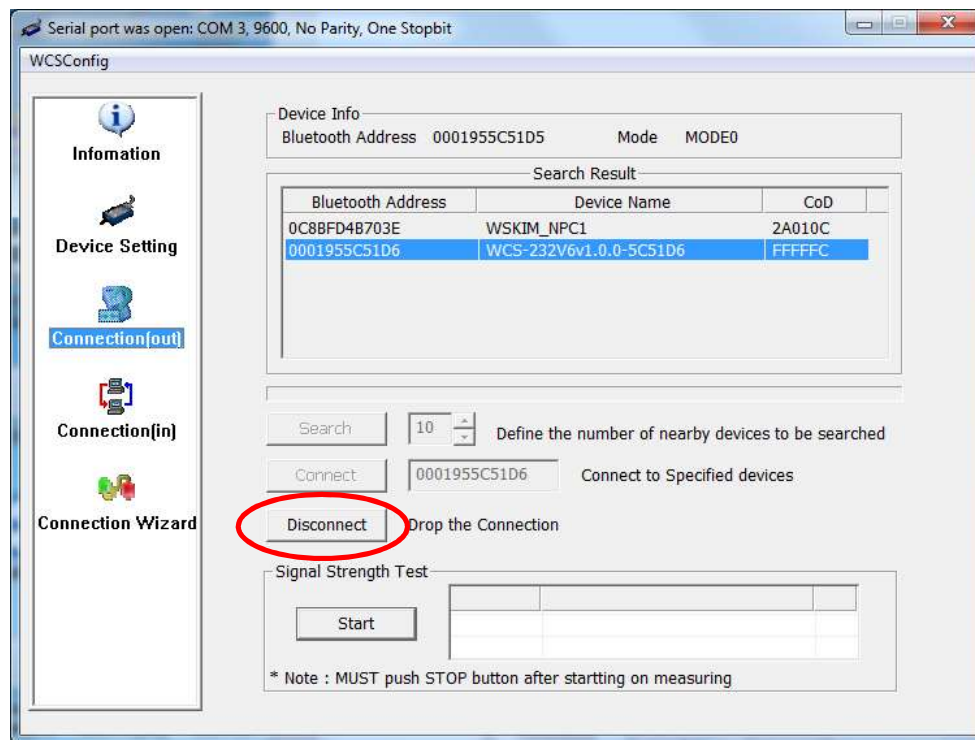 Serial port was open: COM 3, 9600, No Parity, One Stopbit
WCSConfig
Infomation
Device Setting
Connection(out)
Connection(in)
Connection Wizard
Device Info
Bluetooth Address 0001955C51D5 Mode MODE0
Search Result
Bluetooth Address Device Name CoD
0C8BFD4B703E WSKIM_NPC1 2A010C
0001955C51D6 WCS-232V6v1.0.0-5C51D6 FFFFFC
Search 10 Define the number of nearby devices to be searched
Connect 0001955C51D6 Connect to Specified devices
Disconnect Drop the Connection
Signal Strength Test
Start
* Note : MUST push STOP button after startting on measuring